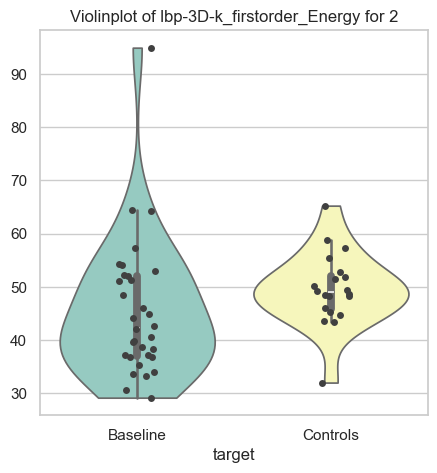 Violinplot of lbp-3D-k_firstorder_Energy for 2
90
80
70
60
50
40
30
Baseline Controls
target